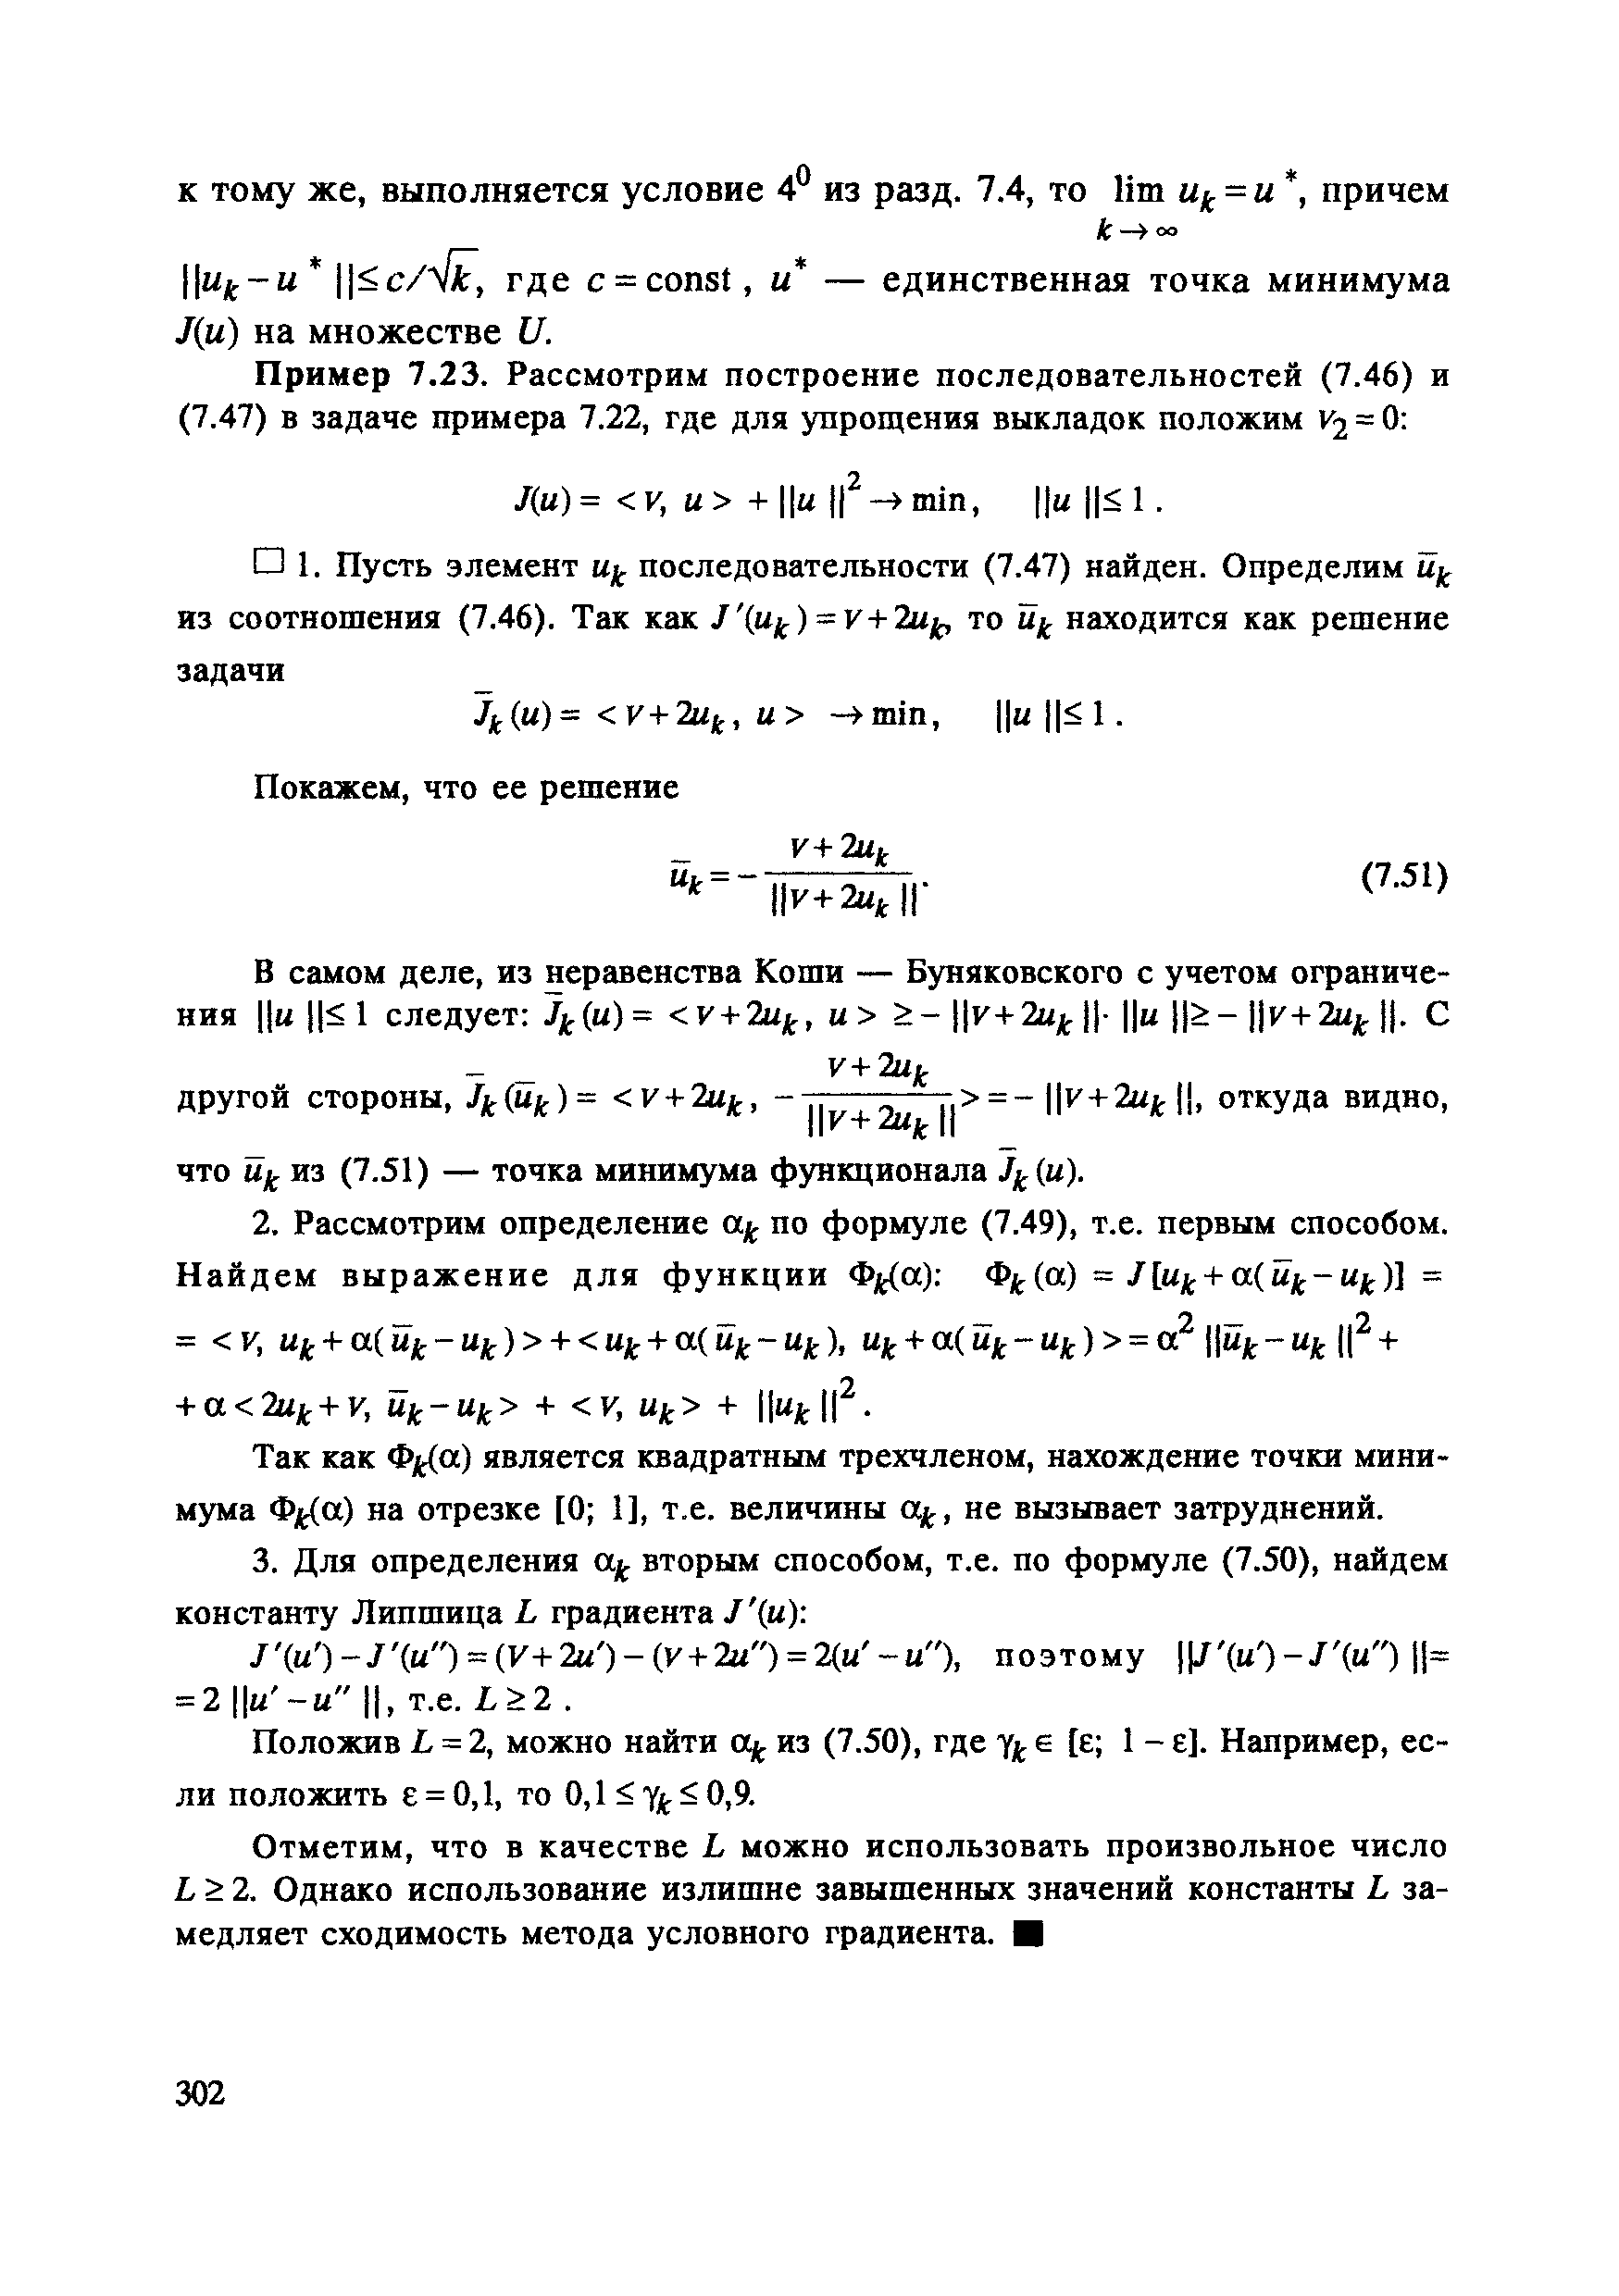 к тому же, выполняется условие 4⁰ из разд. 7.4, то lim uₖ = u *, причем
k → ∞
||uₖ − u * || ≤ c/√k, где c = const , u* — единственная точка минимума
J(u) на множестве U.
Пример 7.23. Рассмотрим построение последовательностей (7.46) и
(7.47) в задаче примера 7.22, где для упрощения выкладок положим v₂ = 0:
J(u) = < v, u > + ||u ||² → min, ||u || ≤ 1 .
□ 1. Пусть элемент uₖ последовательности (7.47) найден. Определим u̅ₖ
из соотношения (7.46). Так как J ′(uₖ) = v + 2uₖ, то u̅ₖ находится как решение
задачи
J̅ₖ(u) = < v + 2uₖ, u > → min, ||u || ≤ 1 .
Покажем, что ее решение
u̅ₖ = − (v + 2uₖ) / ||v + 2uₖ ||. (7.51)
В самом деле, из неравенства Коши — Буняковского с учетом ограниче-
ния ||u || ≤ 1 следует: J̅ₖ(u) = < v + 2uₖ, u > ≥ − ||v + 2uₖ || · ||u || ≥ − ||v + 2uₖ ||. С
другой стороны, J̅ₖ(u̅ₖ) = < v + 2uₖ, − (v + 2uₖ) / ||v + 2uₖ || > = − ||v + 2uₖ ||, откуда видно,
что u̅ₖ из (7.51) — точка минимума функционала J̅ₖ(u).
2. Рассмотрим определение αₖ по формуле (7.49), т.е. первым способом.
Найдем выражение для функции Φₖ(α): Φₖ(α) = J[uₖ + α(u̅ₖ − uₖ)] =
= < v, uₖ + α(u̅ₖ − uₖ) > + < uₖ + α(u̅ₖ − uₖ), uₖ + α(u̅ₖ − uₖ) > = α² ||u̅ₖ − uₖ ||² +
+ α < 2uₖ + v, u̅ₖ − uₖ > + < v, uₖ > + ||uₖ ||² .
Так как Φₖ(α) является квадратным трехчленом, нахождение точки мини-
мума Φₖ(α) на отрезке [0; 1], т.е. величины αₖ, не вызывает затруднений.
3. Для определения αₖ вторым способом, т.е. по формуле (7.50), найдем
константу Липшица L градиента J ′(u):
J ′(u′) − J ′(u″) = (V + 2u′) − (v + 2u″) = 2(u′ − u″), поэтому ||J ′(u′) − J ′(u″) || =
= 2 ||u′ − u″ ||, т.е. L ≥ 2 .
Положив L = 2, можно найти αₖ из (7.50), где γₖ ∈ [ε; 1 − ε]. Например, ес-
ли положить ε = 0,1, то 0,1 ≤ γₖ ≤ 0,9.
Отметим, что в качестве L можно использовать произвольное число
L ≥ 2. Однако использование излишне завышенных значений константы L за-
медляет сходимость метода условного градиента. ■
302